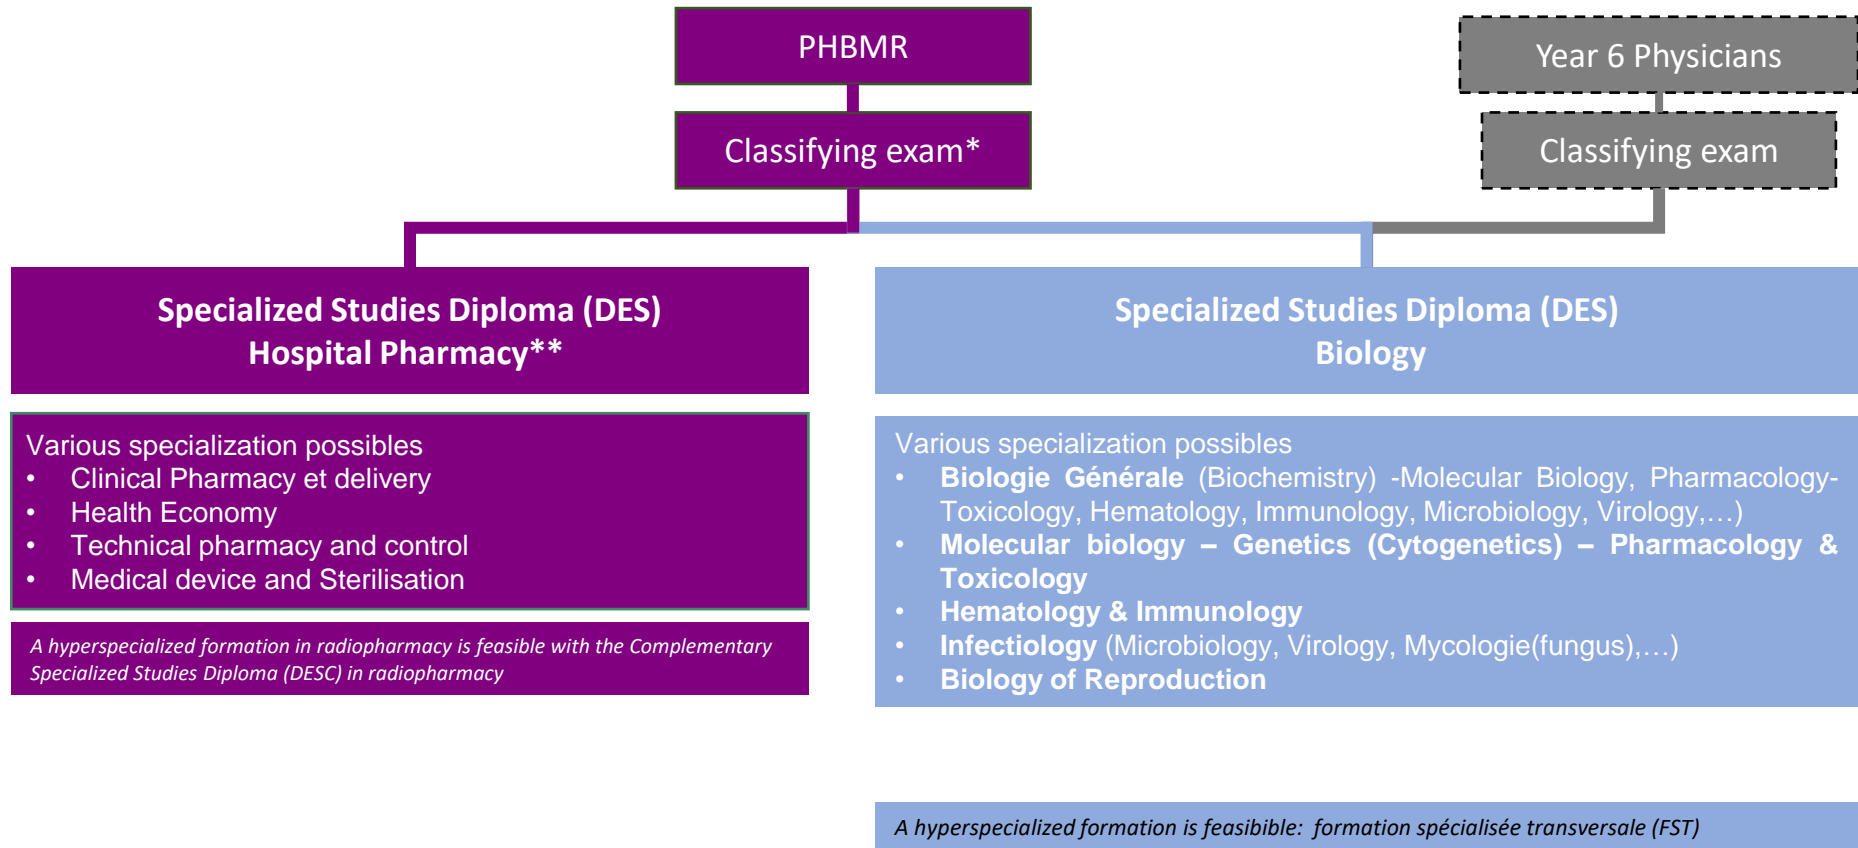 PHBMR
Year 6 Physicians
Classifying exam*
Classifying exam
Specialized Studies Diploma (DES)
Hospital Pharmacy**
Specialized Studies Diploma (DES)
Biology
Various specialization possibles
• Clinical Pharmacy et delivery
• Health Economy
• Technical pharmacy and control
• Medical device and Sterilisation
A hyperspecialized formation in radiopharmacy is feasible with the Complementary
Specialized Studies Diploma (DESC) in radiopharmacy
Various specialization possibles
• Biologie Générale (Biochemistry) -Molecular Biology, Pharmacology-
Toxicology, Hematology, Immunology, Microbiology, Virology,…)
• Molecular biology – Genetics (Cytogenetics) – Pharmacology &
Toxicology
• Hematology & Immunology
• Infectiology (Microbiology, Virology, Mycologie(fungus),…)
• Biology of Reproduction
A hyperspecialized formation is feasibible: formation spécialisée transversale (FST)